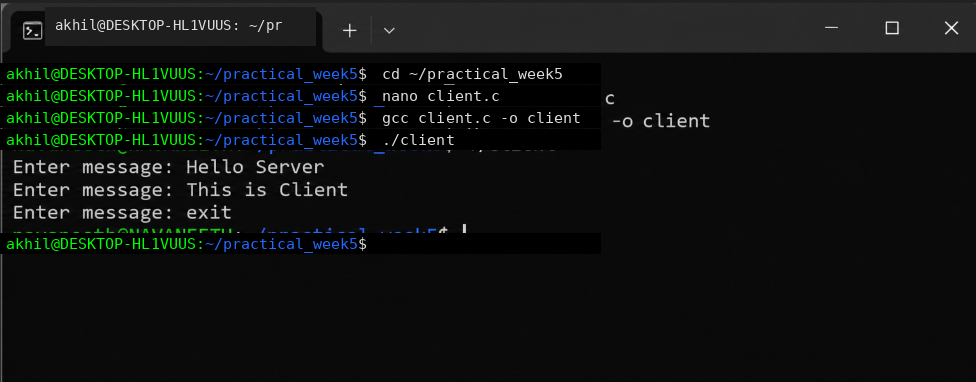 akhil@DESKTOP-HL1VUUS: ~/pr
akhil@DESKTOP-HL1VUUS:~/practical_week5$ cd ~/practical_week5
akhil@DESKTOP-HL1VUUS:~/practical_week5$ nano client.c
c
akhil@DESKTOP-HL1VUUS:~/practical_week5$ gcc client.c -o client
-o client
akhil@DESKTOP-HL1VUUS:~/practical_week5$ ./client
Enter message: Hello Server
Enter message: This is Client
Enter message: exit
akhil@DESKTOP-HL1VUUS:~/practical_week5$